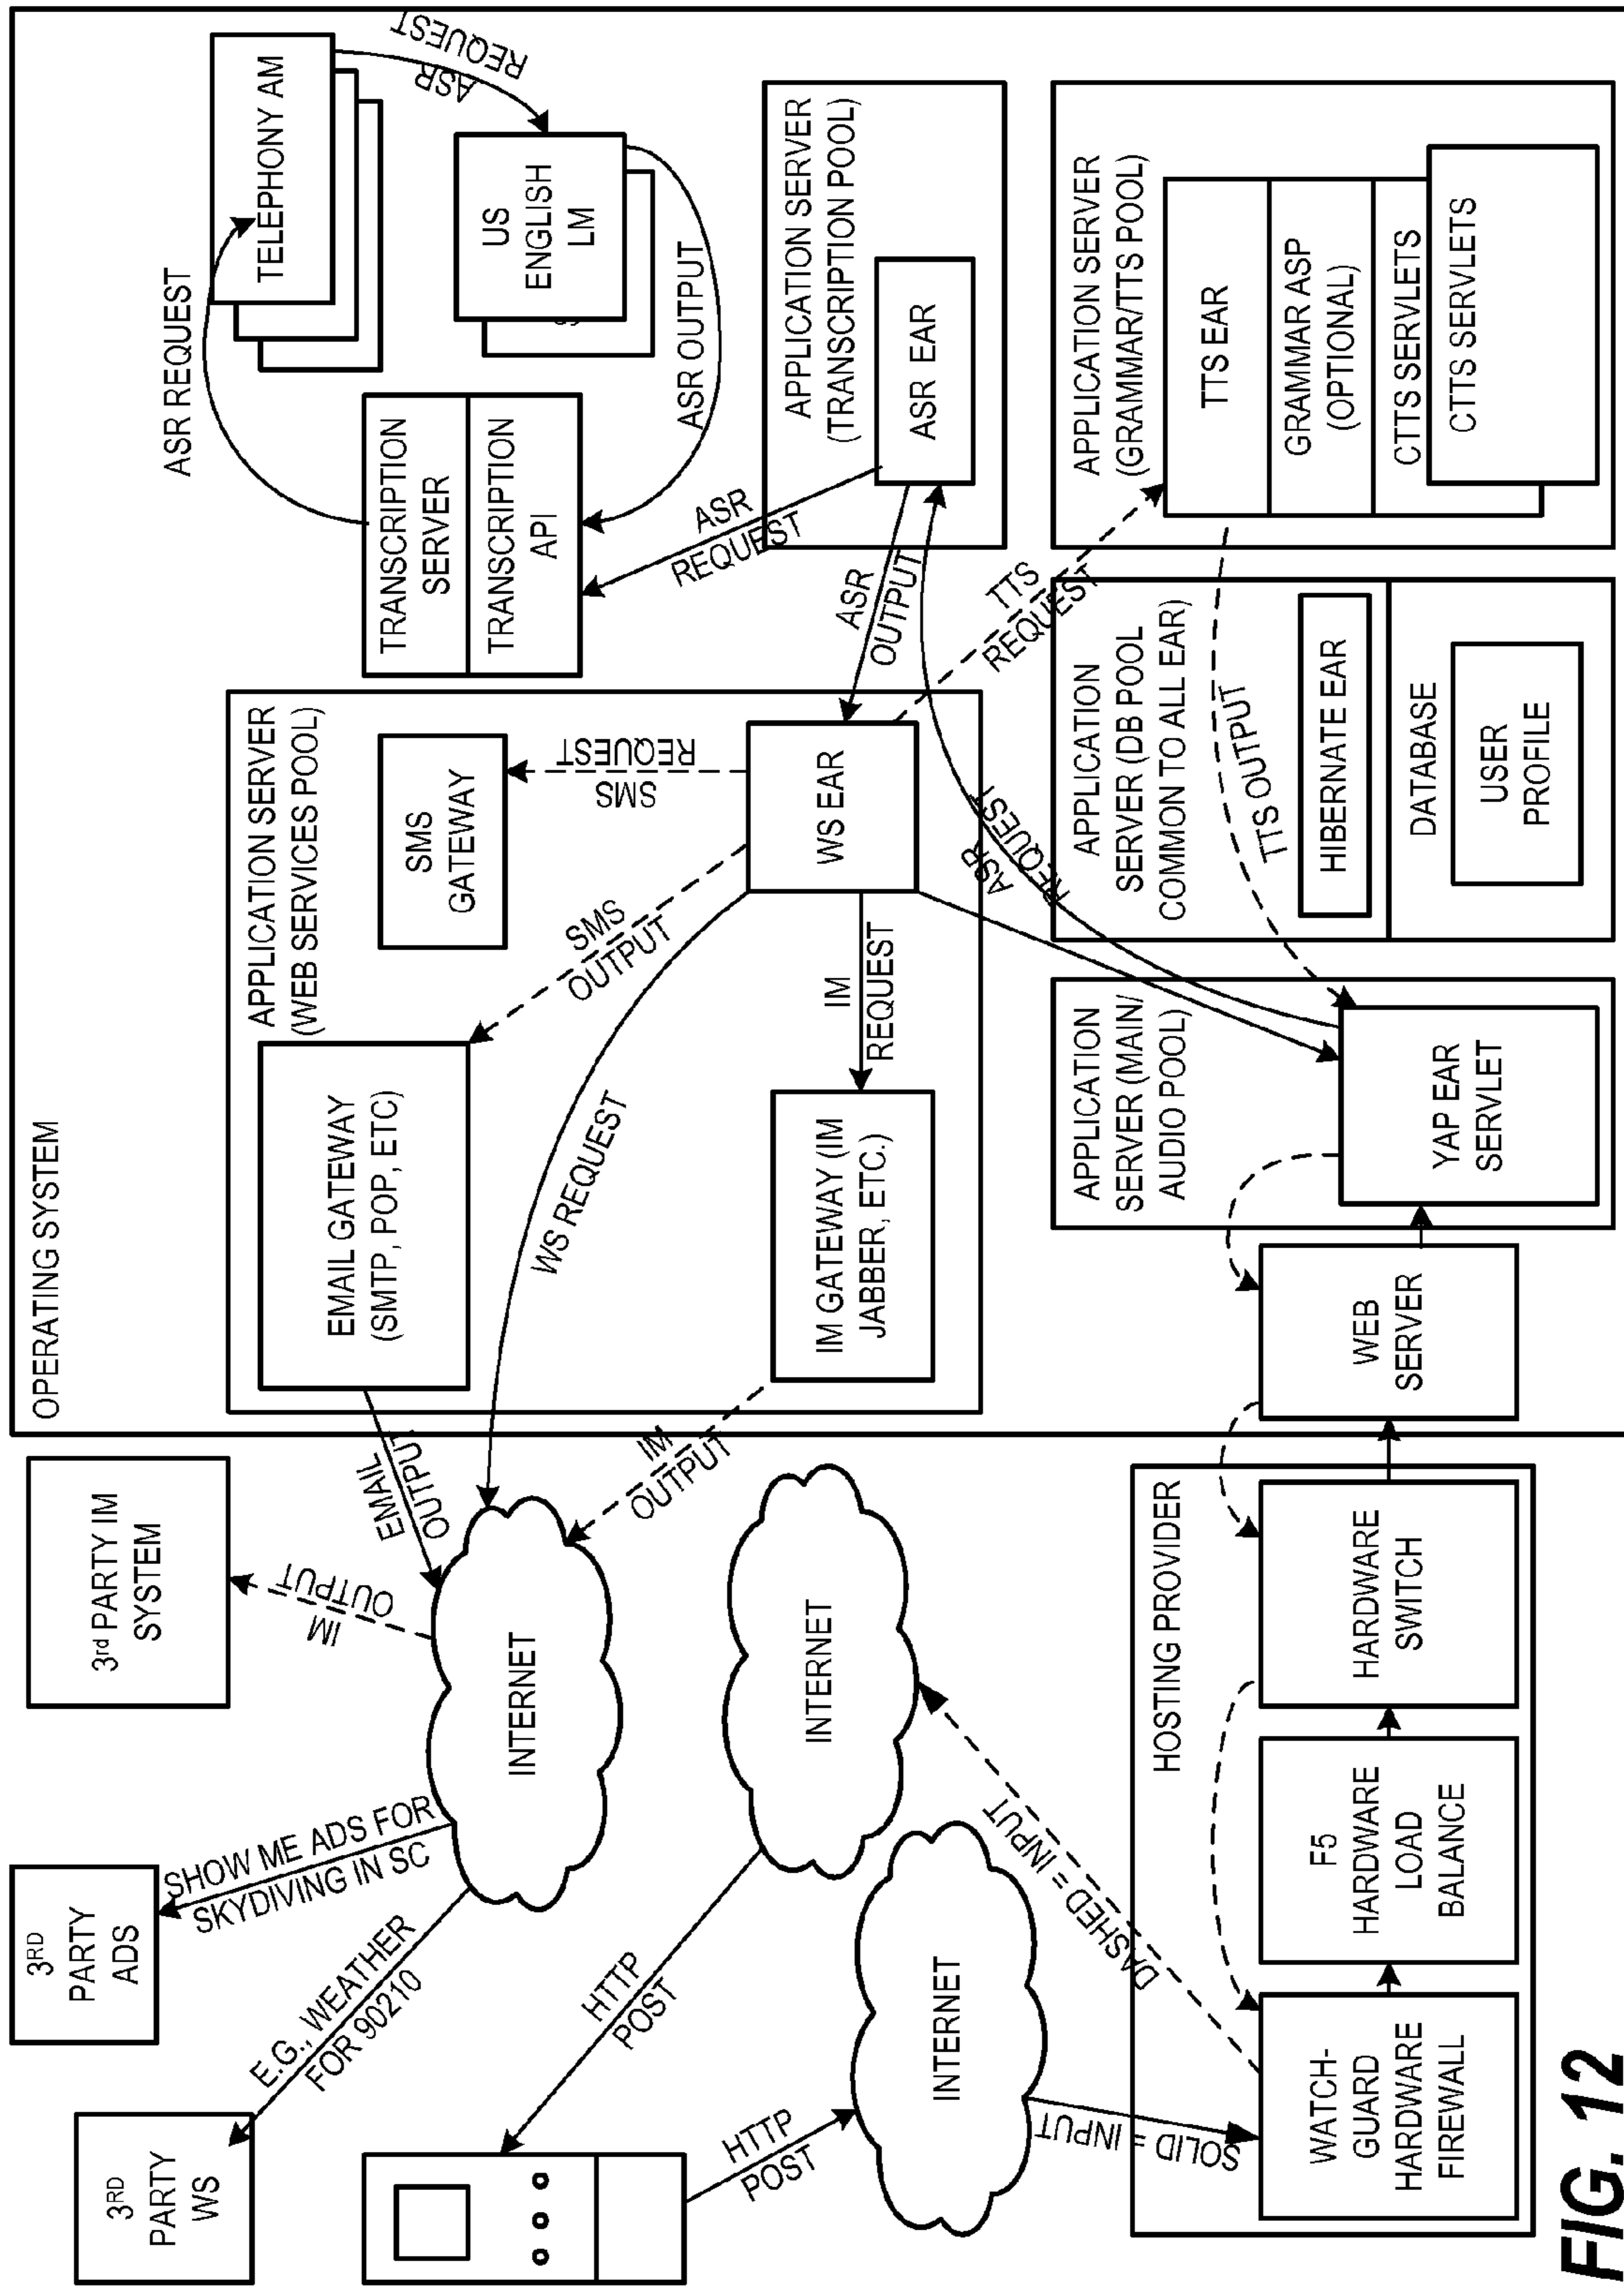 OPERATING SYSTEM
3RD
PARTY
WS
3RD
PARTY
ADS
3rd PARTY IM
SYSTEM
E.G., WEATHER
FOR 90210
SHOW ME ADS FOR
SKYDIVING IN SC
IM
OUTPUT
EMAIL
OUTPUT
INTERNET
APPLICATION SERVER
(WEB SERVICES POOL)
EMAIL GATEWAY
(SMTP, POP, ETC)
SMS
GATEWAY
SMS
OUTPUT
SMS
REQUEST
WS REQUEST
WS EAR
IM
REQUEST
IM GATEWAY (IM
JABBER, ETC.)
IM
OUTPUT
ASR REQUEST
TELEPHONY AM
ASR
REQUEST
TRANSCRIPTION
SERVER
TRANSCRIPTION
API
US
ENGLISH
LM
ASR OUTPUT
ASR
REQUEST
APPLICATION SERVER
(TRANSCRIPTION POOL)
ASR EAR
ASR
OUTPUT
ASR
REQUEST
TTS
REQUEST
HTTP
POST
INTERNET
HTTP
POST
INTERNET
SOLID = INPUT
DASHED = INPUT
HOSTING PROVIDER
WATCH-
GUARD
HARDWARE
FIREWALL
F5
HARDWARE
LOAD
BALANCE
HARDWARE
SWITCH
WEB
SERVER
APPLICATION
SERVER (MAIN/
AUDIO POOL)
YAP EAR
SERVLET
APPLICATION
SERVER (DB POOL
COMMON TO ALL EAR)
TTS OUTPUT
HIBERNATE EAR
DATABASE
USER
PROFILE
APPLICATION SERVER
(GRAMMAR/TTS POOL)
TTS EAR
GRAMMAR ASP
(OPTIONAL)
CTTS SERVLETS
CTTS SERVLETS
FIG. 12